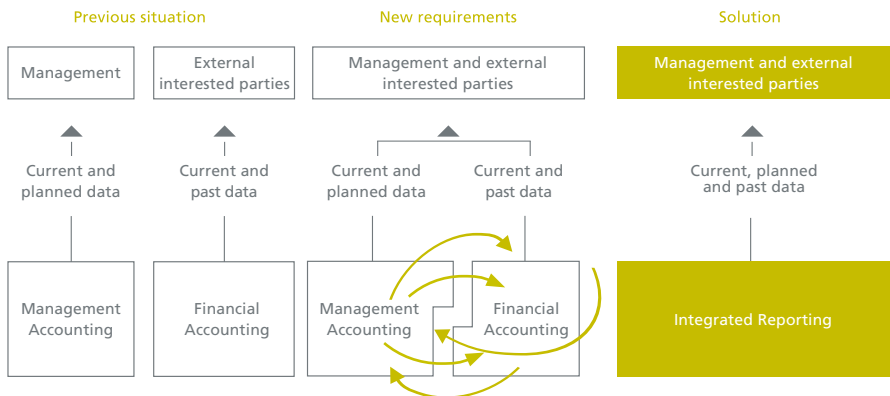 Previous situation
New requirements
Solution
Management
External
interested parties
Management and external
interested parties
Management and external
interested parties
Current and
planned data
Current and
past data
Current and
planned data
Current and
past data
Current, planned
and past data
Management
Accounting
Financial
Accounting
Management
Accounting
Financial
Accounting
Integrated Reporting